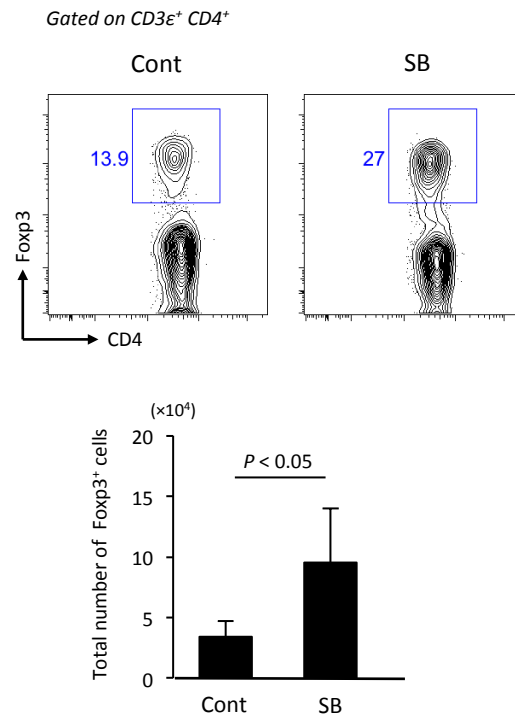 Gated on CD3ε⁺ CD4⁺
Cont
SB
13.9
27
Foxp3
CD4
(×10⁴)
20
15
10
5
0
P < 0.05
Total number of Foxp3⁺ cells
Cont
SB